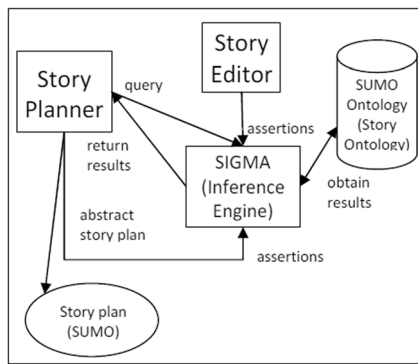 Story
Planner
query
Story
Editor
SUMO
Ontology
(Story
Ontology)
assertions
return
results
SIGMA
(Inference
Engine)
obtain
results
abstract
story plan
assertions
Story plan
(SUMO)